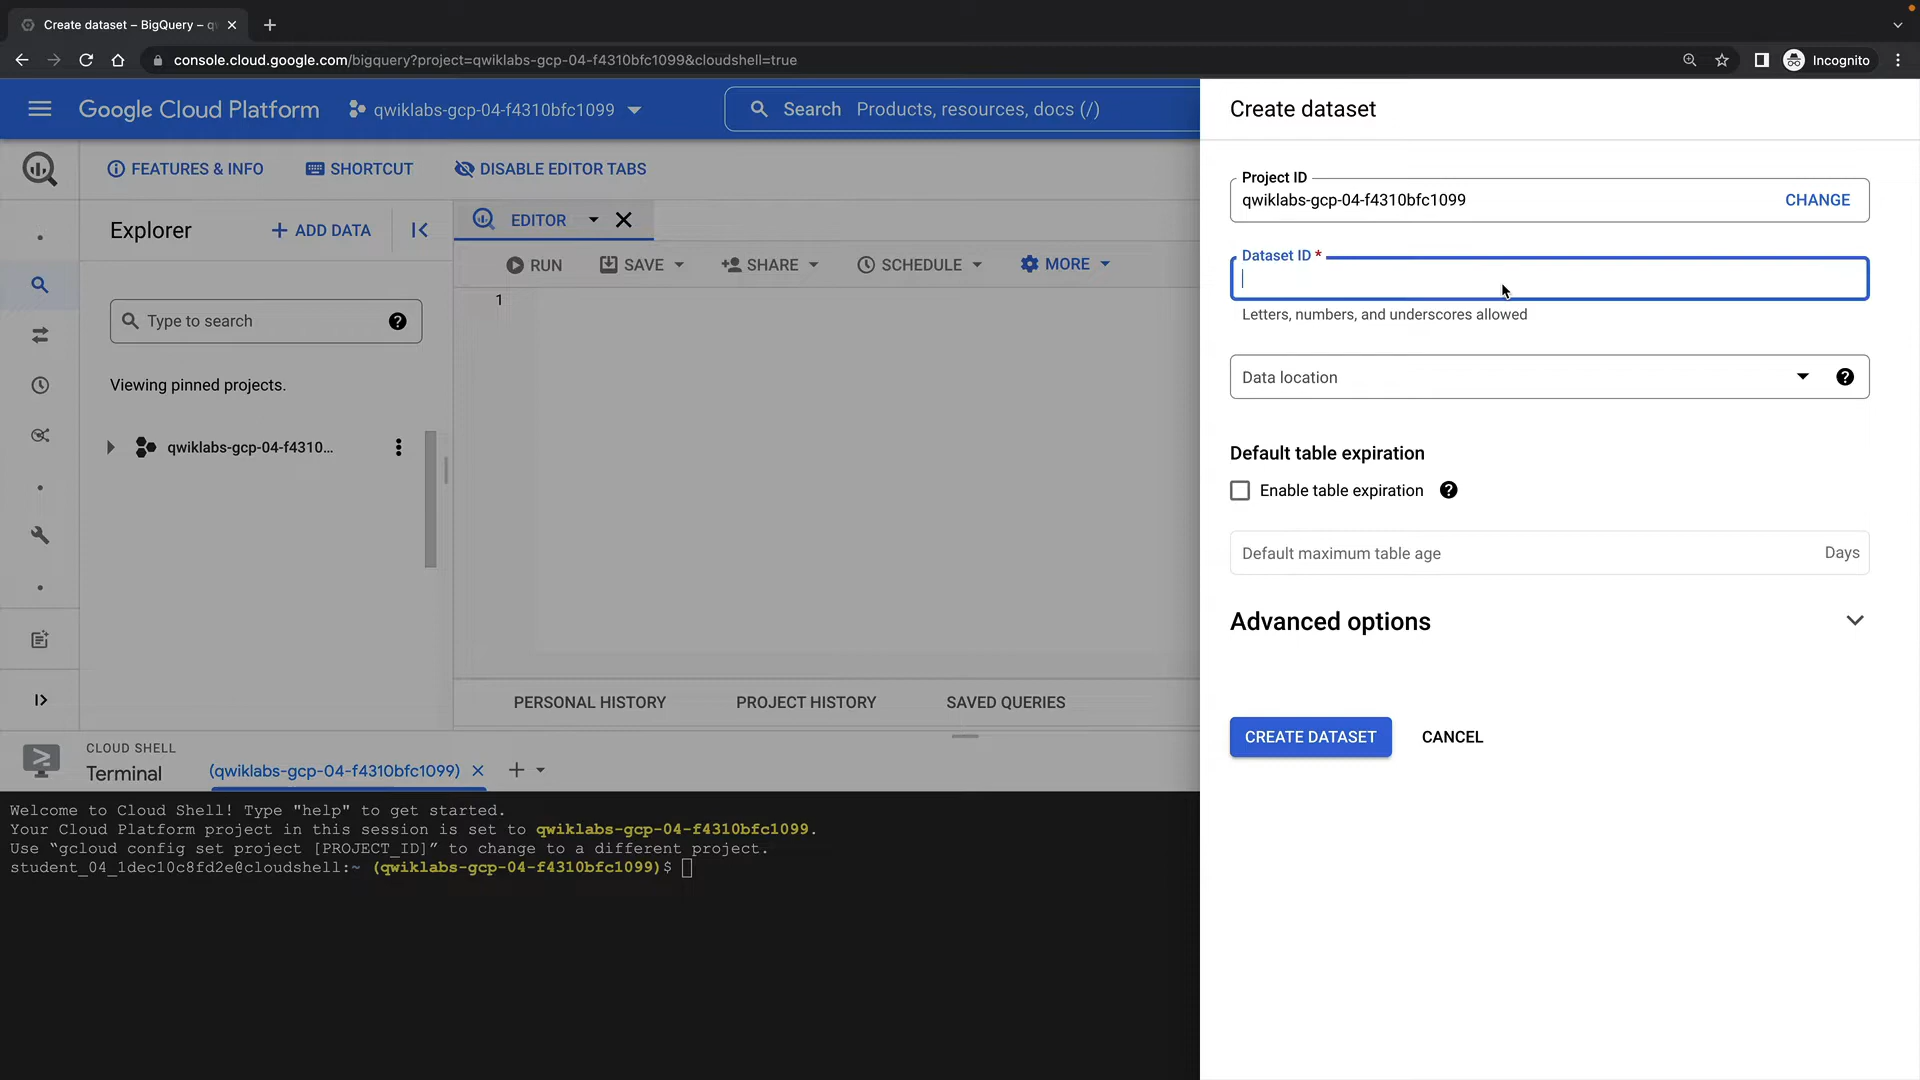 Create dataset – BigQuery – q
console.cloud.google.com/bigquery?project=qwiklabs-gcp-04-f4310bfc1099&cloudshell=true
Incognito
Google Cloud Platform
qwiklabs-gcp-04-f4310bfc1099
Search Products, resources, docs (/)
FEATURES & INFO
SHORTCUT
DISABLE EDITOR TABS
Explorer
ADD DATA
EDITOR
RUN
SAVE
SHARE
SCHEDULE
MORE
1
Type to search
Viewing pinned projects.
qwiklabs-gcp-04-f4310...
PERSONAL HISTORY
PROJECT HISTORY
SAVED QUERIES
CLOUD SHELL
Terminal
(qwiklabs-gcp-04-f4310bfc1099)
Welcome to Cloud Shell! Type "help" to get started.
Your Cloud Platform project in this session is set to qwiklabs-gcp-04-f4310bfc1099.
Use “gcloud config set project [PROJECT_ID]” to change to a different project.
student_04_1dec10c8fd2e@cloudshell:~ (qwiklabs-gcp-04-f4310bfc1099)$
Create dataset
Project ID
qwiklabs-gcp-04-f4310bfc1099
CHANGE
Dataset ID *
Letters, numbers, and underscores allowed
Data location
Default table expiration
Enable table expiration
Default maximum table age
Days
Advanced options
CREATE DATASET
CANCEL